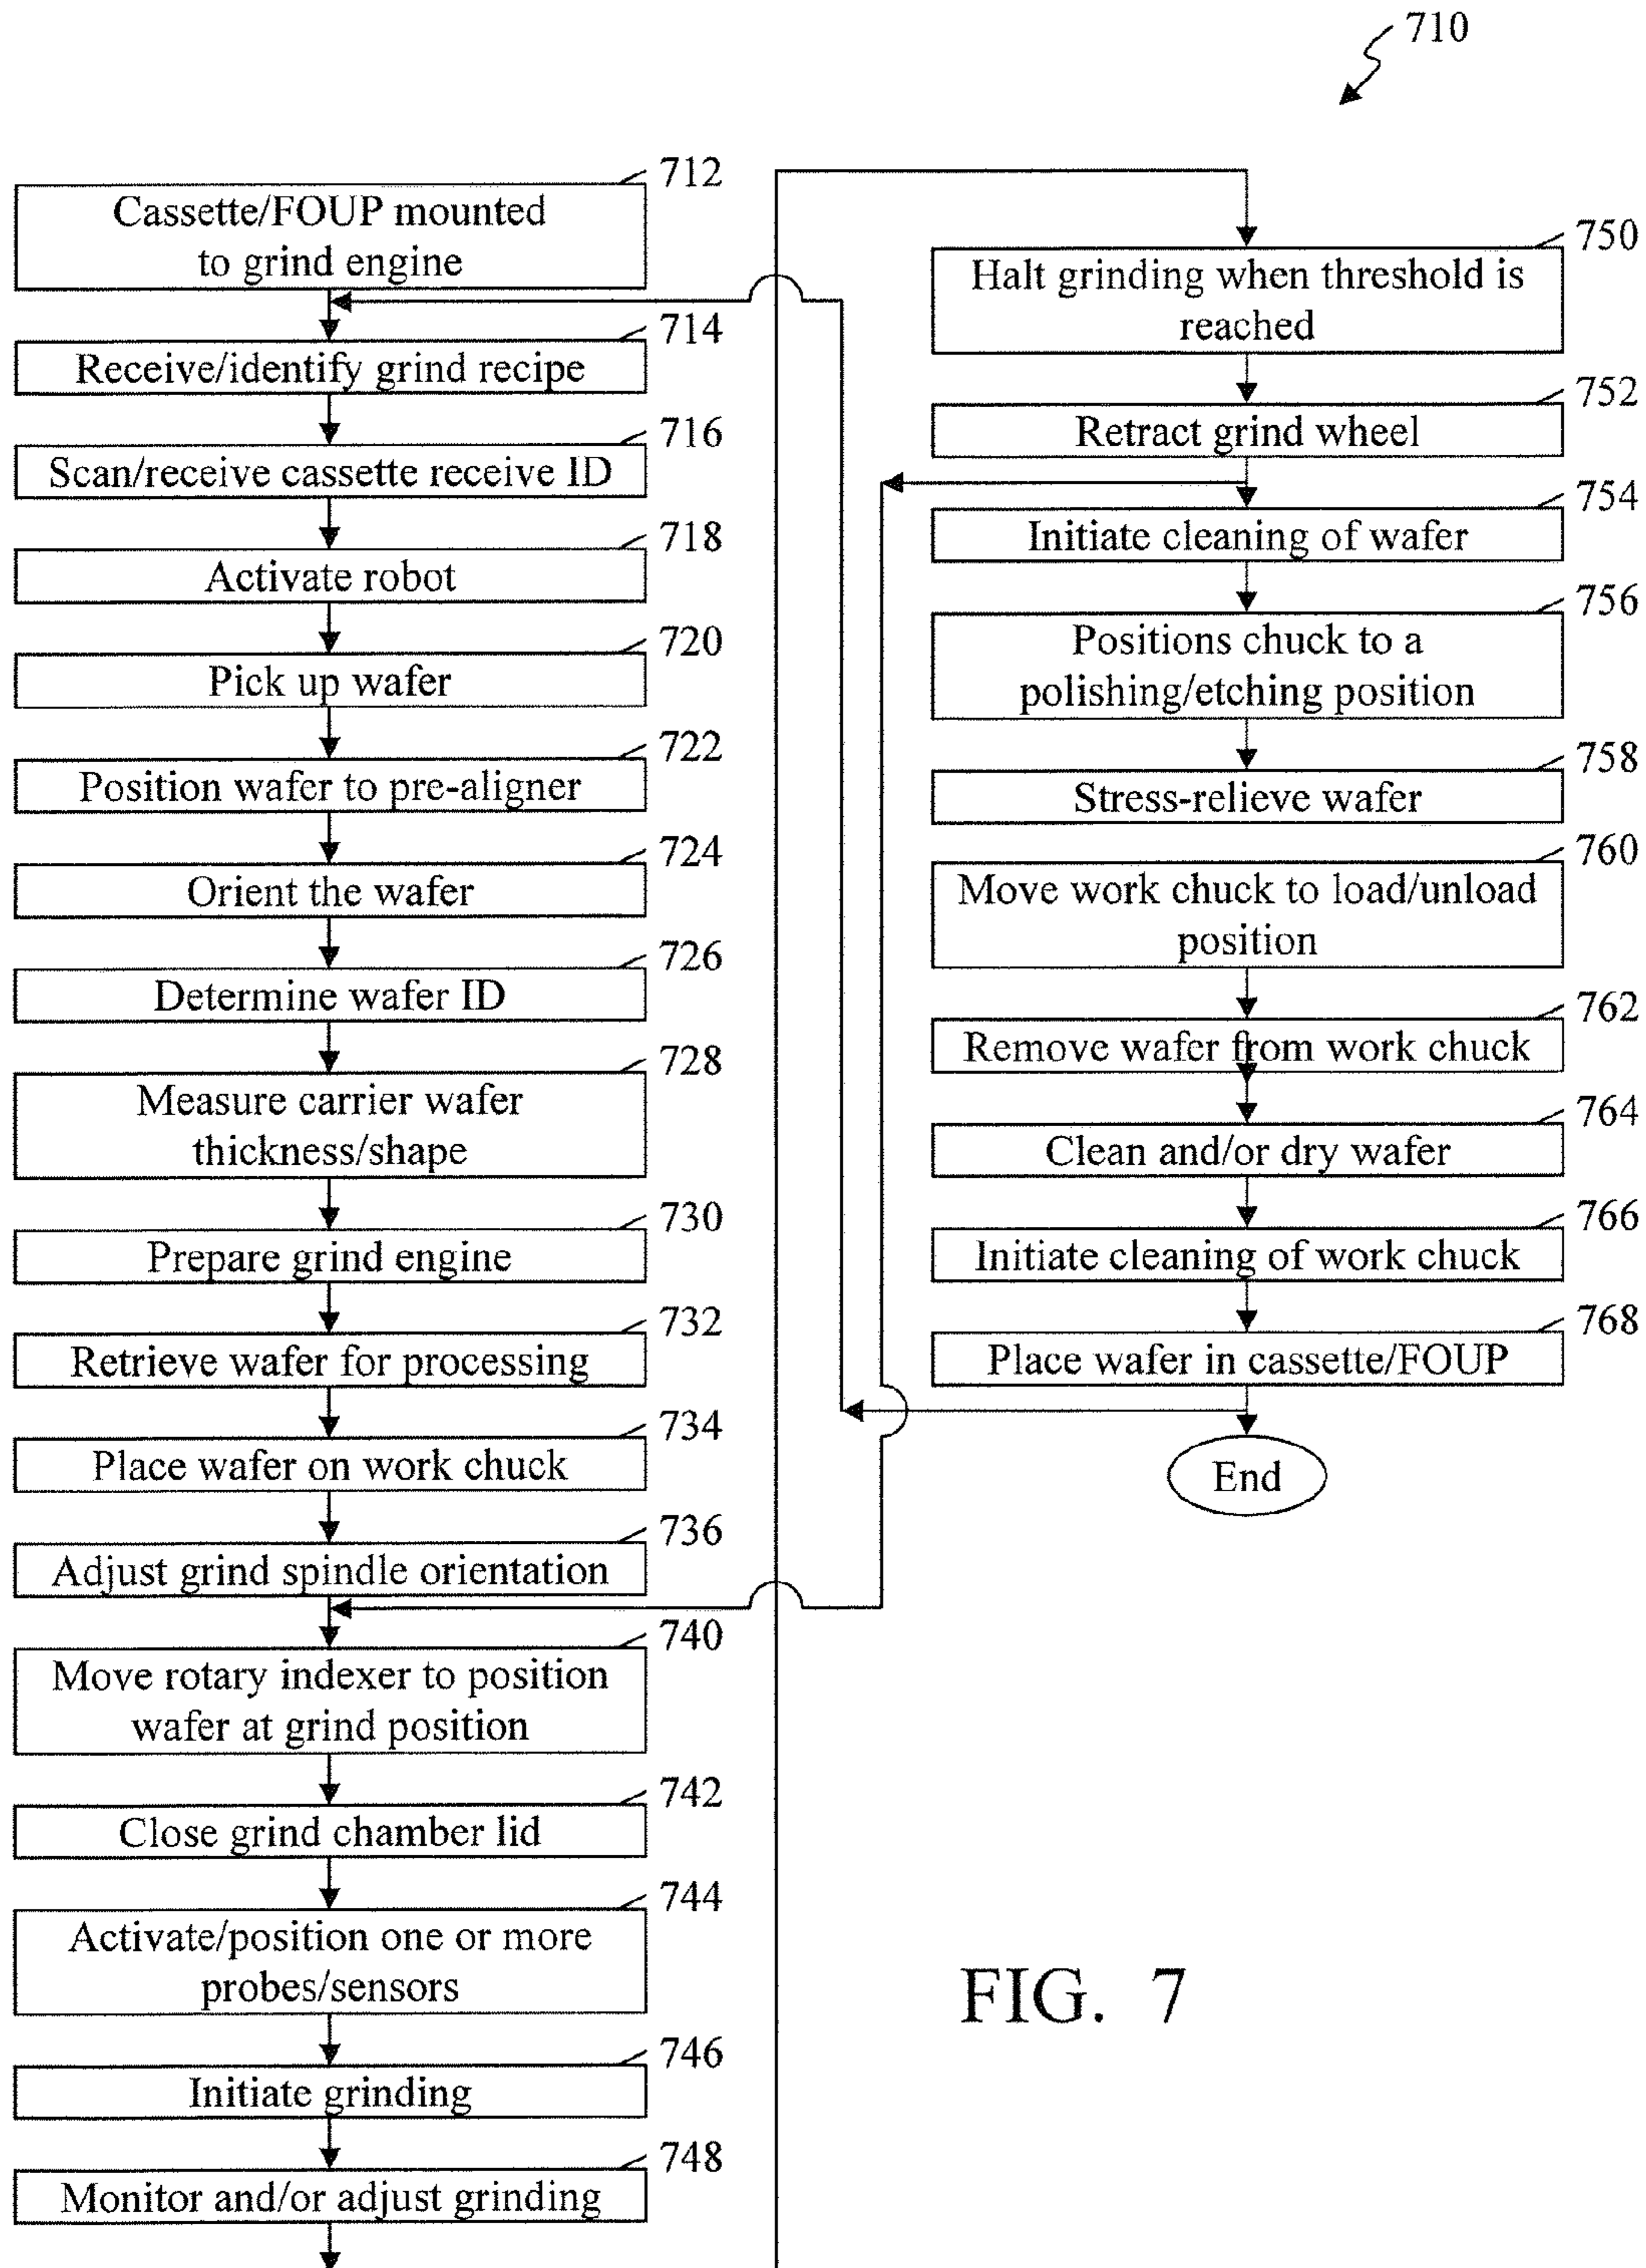 710
712
Cassette/FOUP mounted
to grind engine
714
Receive/identify grind recipe
716
Scan/receive cassette receive ID
718
Activate robot
720
Pick up wafer
722
Position wafer to pre-aligner
724
Orient the wafer
726
Determine wafer ID
728
Measure carrier wafer
thickness/shape
730
Prepare grind engine
732
Retrieve wafer for processing
734
Place wafer on work chuck
736
Adjust grind spindle orientation
740
Move rotary indexer to position
wafer at grind position
742
Close grind chamber lid
744
Activate/position one or more
probes/sensors
746
Initiate grinding
748
Monitor and/or adjust grinding
750
Halt grinding when threshold is
reached
752
Retract grind wheel
754
Initiate cleaning of wafer
756
Positions chuck to a
polishing/etching position
758
Stress-relieve wafer
760
Move work chuck to load/unload
position
762
Remove wafer from work chuck
764
Clean and/or dry wafer
766
Initiate cleaning of work chuck
768
Place wafer in cassette/FOUP
End
FIG. 7